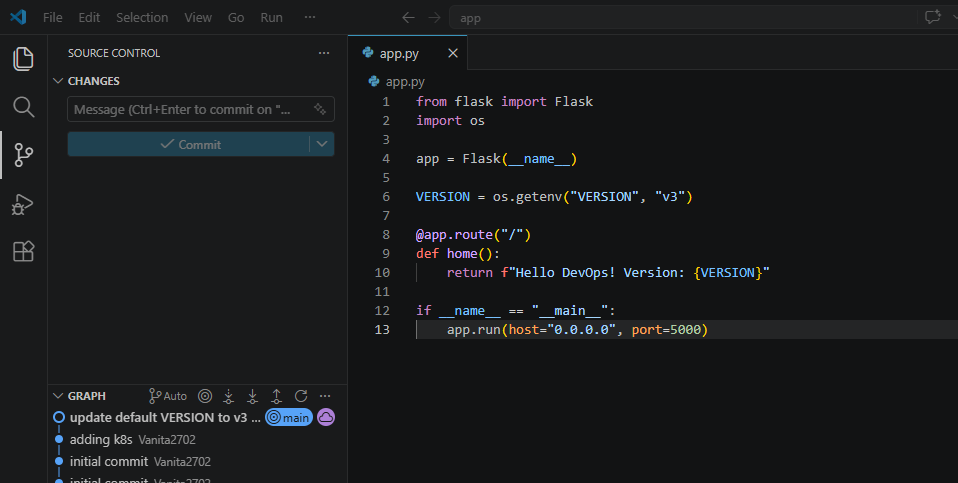 File Edit Selection View Go Run ···
app
SOURCE CONTROL
CHANGES
Message (Ctrl+Enter to commit on "...
Commit
GRAPH
Auto
update default VERSION to v3 ... main
adding k8s Vanita2702
initial commit Vanita2702
initial commit Vanita2702
app.py
app.py
1 from flask import Flask
2 import os
3
4 app = Flask(__name__)
5
6 VERSION = os.getenv("VERSION", "v3")
7
8 @app.route("/")
9 def home():
10     return f"Hello DevOps! Version: {VERSION}"
11
12 if __name__ == "__main__":
13     app.run(host="0.0.0.0", port=5000)